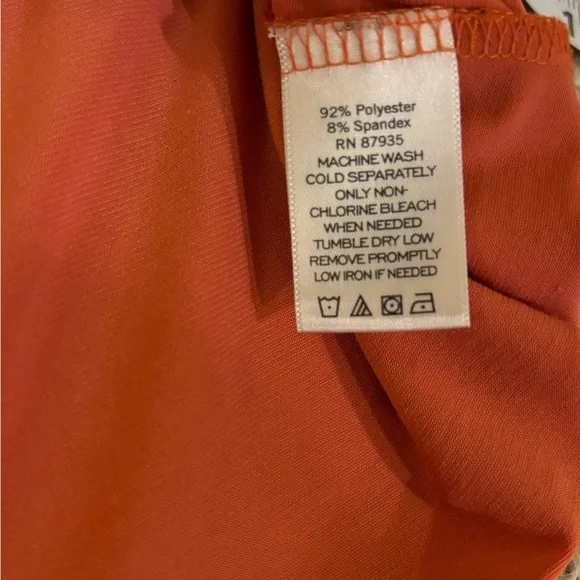 92% Polyester
8% Spandex
RN 87935
MACHINE WASH
COLD SEPARATELY
ONLY NON-
CHLORINE BLEACH
WHEN NEEDED
TUMBLE DRY LOW
REMOVE PROMPTLY
LOW IRON IF NEEDED